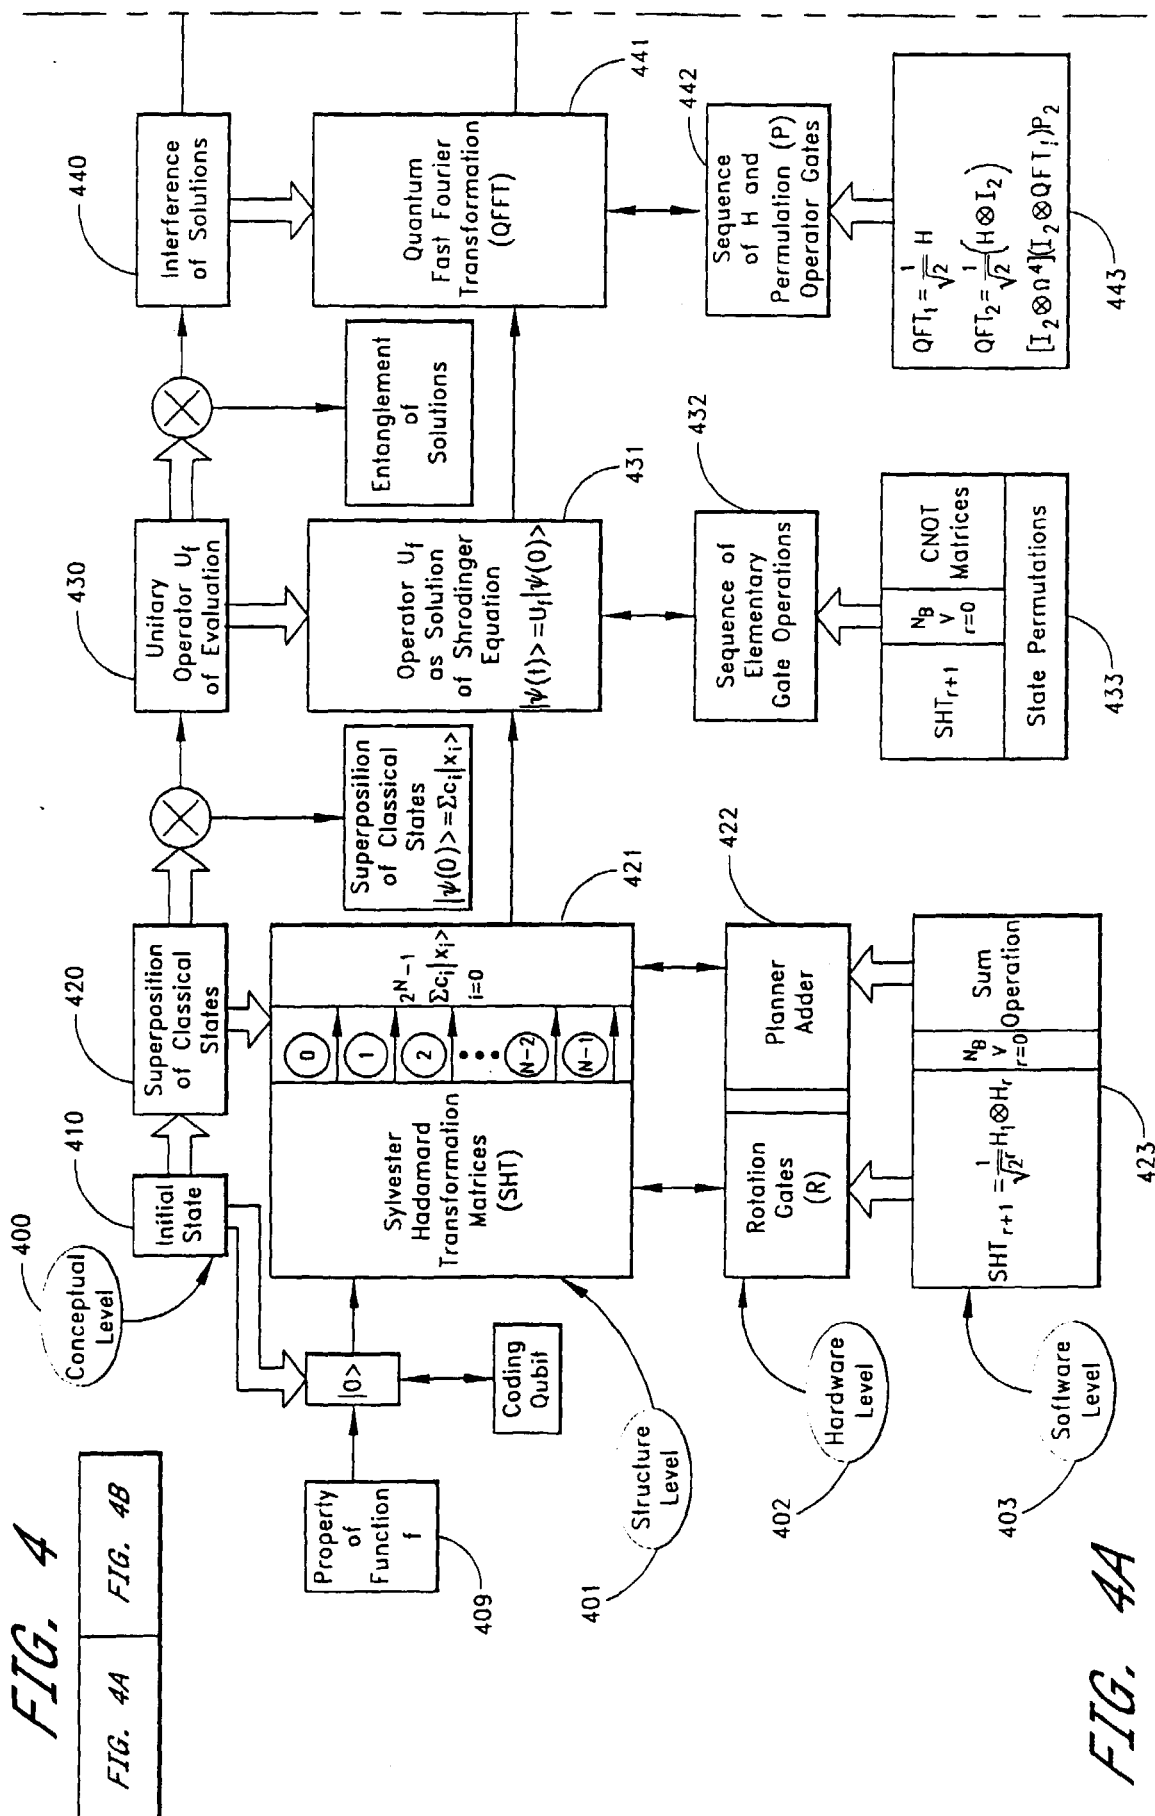 FIG. 4
FIG. 4A
FIG. 4B
400
Conceptual
Level
410
Initial
State
420
Superposition
of Classical
States
430
Unitary
Operator Uf
of Evaluation
440
Interference
of Solutions
Property
of
Function
f
409
|0>
Coding
Qubit
Structure
Level
401
Sylvester
Hadamard
Transformation
Matrices
(SHT)
0
1
2
•••
(N-2)
(N-1)
2^N-1
Σc_i|x_i>
i=0
421
Superposition
of Classical
States
|ψ(0)>=Σc_i|x_i>
Operator Uf
as Solution
of Shrodinger
Equation
|ψ(t)>=U_f|ψ(0)>
431
Entanglement
of
Solutions
Quantum
Fast Fourier
Transformation
(QFFT)
441
402
Hardware
Level
Rotation
Gates
(R)
Planner
Adder
422
Sequence of
Elementary
Gate Operations
432
Sequence
of H and
Permulation (P)
Operator Gates
442
403
Software
Level
SHT_r+1 = 1/√2^r H_1⊗H_r
N_B
V
r=0
Sum
Operation
423
SHT_r+1
N_B
V
r=0
CNOT
Matrices
State Permutations
433
QFT_1 = 1/√2 H
QFT_2 = 1/√2 (H⊗I_2)
[I_2⊗Ω^4](I_2⊗QFT_1)P_2
443
FIG. 4A